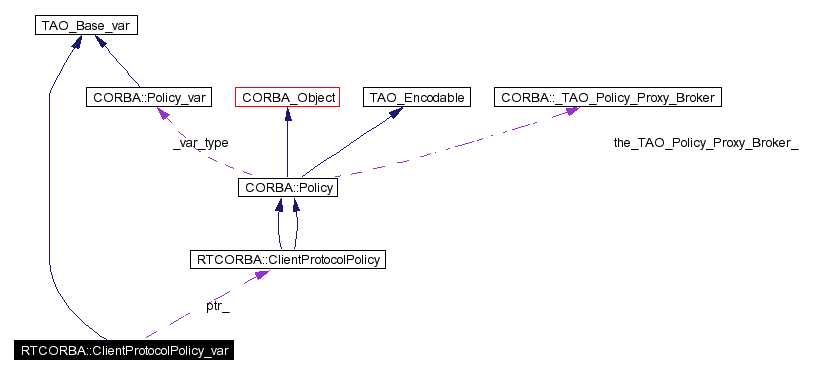 TAO_Base_var
CORBA::Policy_var
CORBA_Object
TAO_Encodable
CORBA::_TAO_Policy_Proxy_Broker
_var_type
the_TAO_Policy_Proxy_Broker_
CORBA::Policy
RTCORBA::ClientProtocolPolicy
ptr_
RTCORBA::ClientProtocolPolicy_var